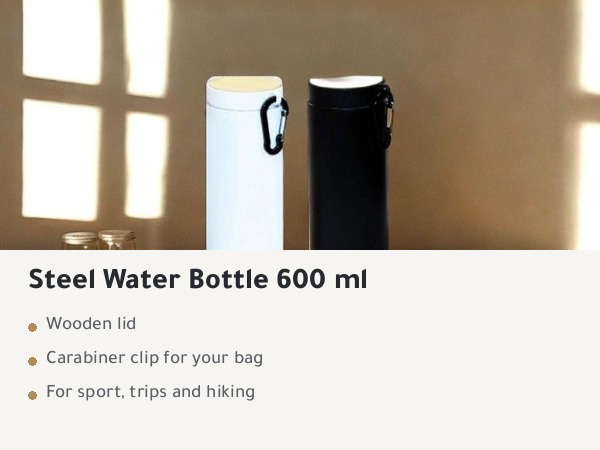 Steel Water Bottle 600 ml
Wooden lid
Carabiner clip for your bag
For sport, trips and hiking